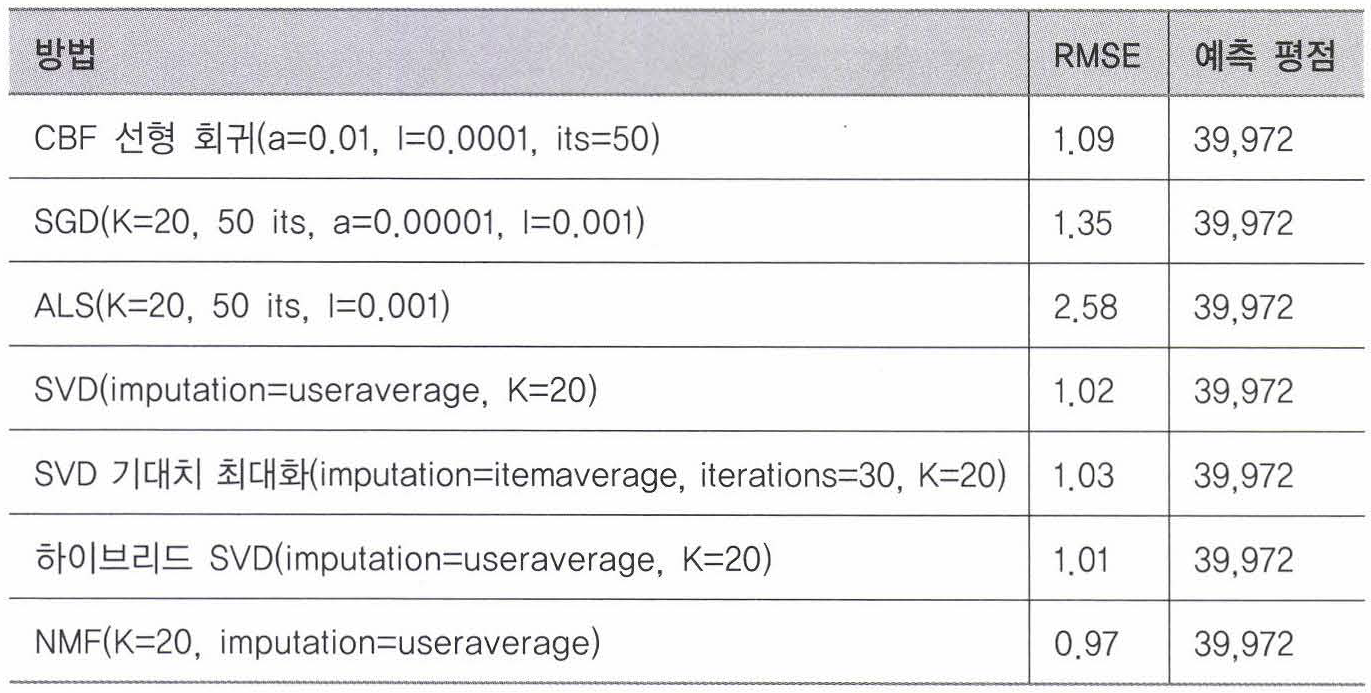 방법 RMSE 예측 평점
CBF 선형 회귀(a=0.01, l=0.0001, its=50) 1.09 39,972
SGD(K=20, 50 its, a=0.00001, l=0.001) 1.35 39,972
ALS(K=20, 50 its, l=0.001) 2.58 39,972
SVD(imputation=useraverage, K=20) 1.02 39,972
SVD 기대치 최대화(imputation=itemaverage, iterations=30, K=20) 1.03 39,972
하이브리드 SVD(imputation=useraverage, K=20) 1.01 39,972
NMF(K=20, imputation=useraverage) 0.97 39,972